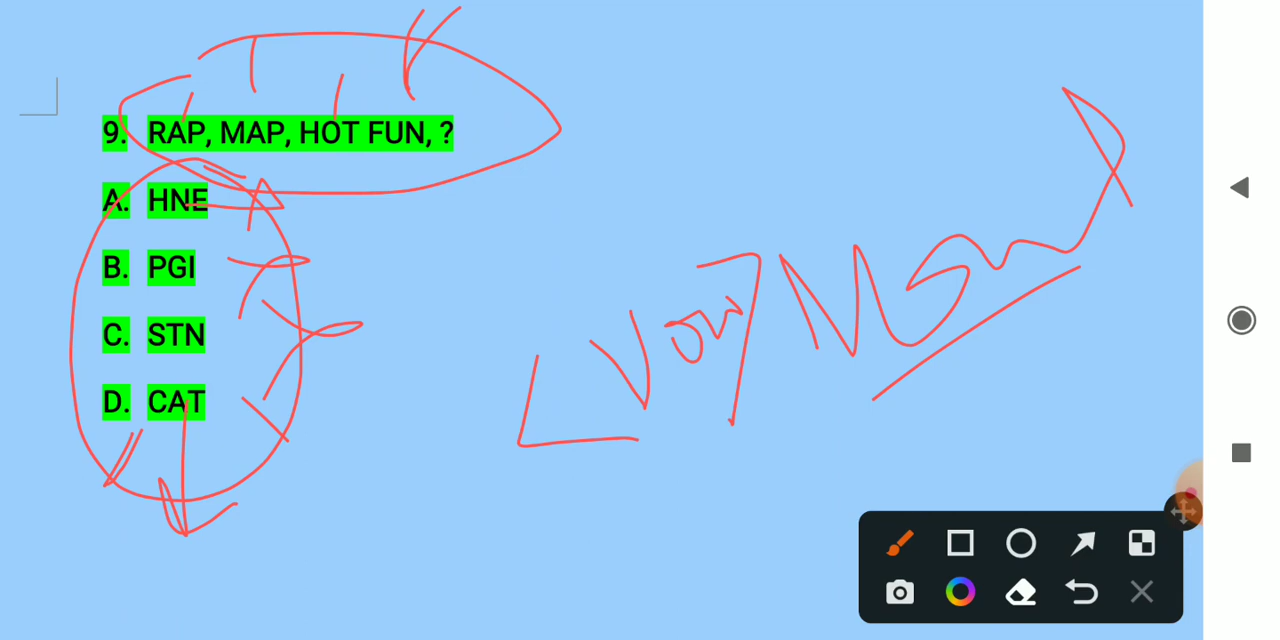 9. RAP, MAP, HOT FUN, ?
A. HNE
B. PGI
C. STN
D. CAT